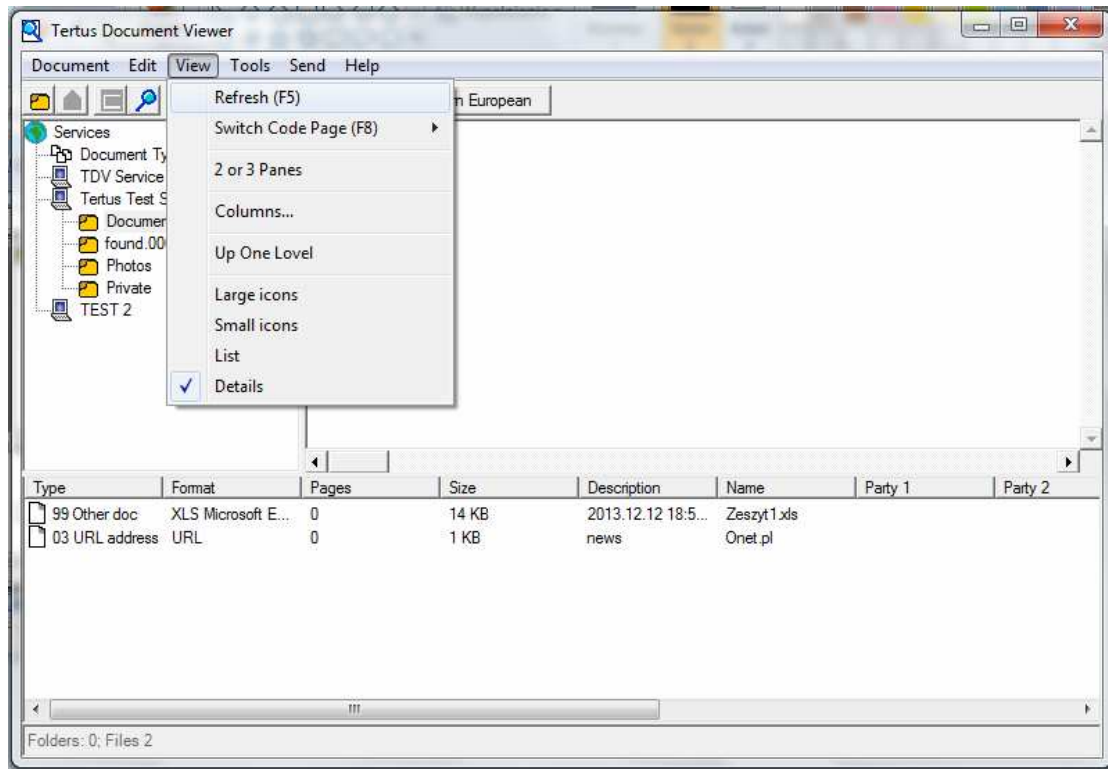 Tertus Document Viewer
Document Edit View Tools Send Help
n European
Refresh (F5)
Switch Code Page (F8)
2 or 3 Panes
Columns...
Up One Lovel
Large icons
Small icons
List
Details
Services
Document Ty
TDV Service
Tertus Test S
Documen
found.00
Photos
Private
TEST 2
Type Format Pages Size Description Name Party 1 Party 2
99 Other doc XLS Microsoft E... 0 14 KB 2013.12.12 18:5... Zeszyt1.xls
03 URL address URL 0 1 KB news Onet.pl
Folders: 0; Files 2